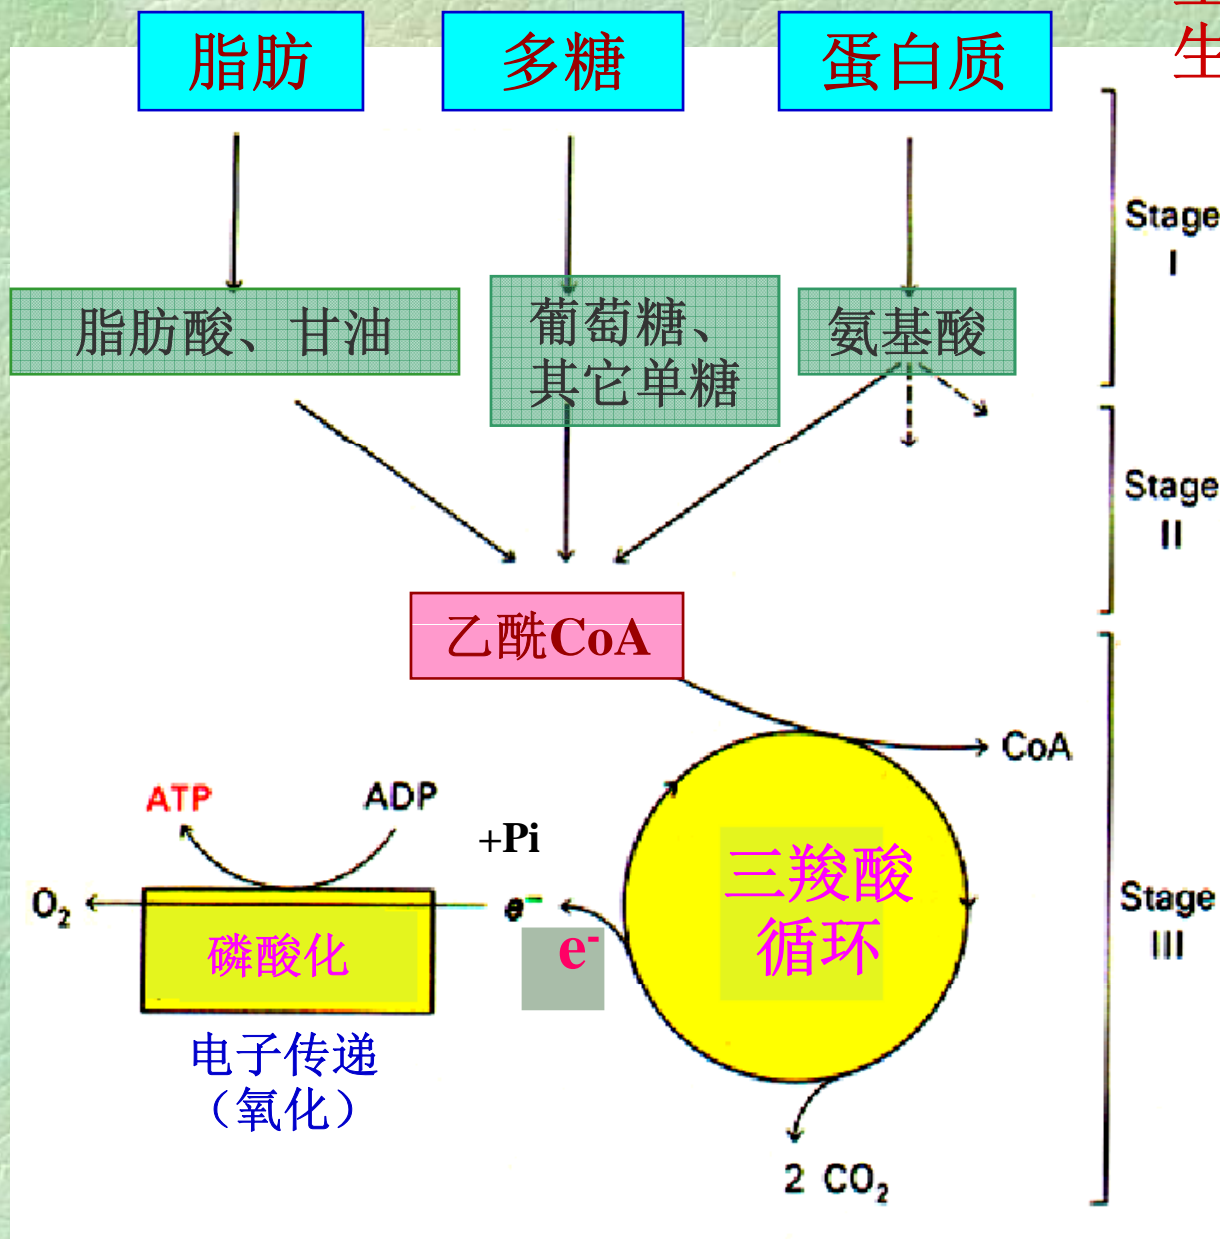 生
脂肪
多糖
蛋白质
Stage
I
脂肪酸、甘油
葡萄糖、
其它单糖
氨基酸
Stage
II
乙酰CoA
CoA
ATP
ADP
+Pi
三羧酸
循环
O₂
e⁻
e⁻
磷酸化
Stage
III
电子传递
（氧化）
2 CO₂